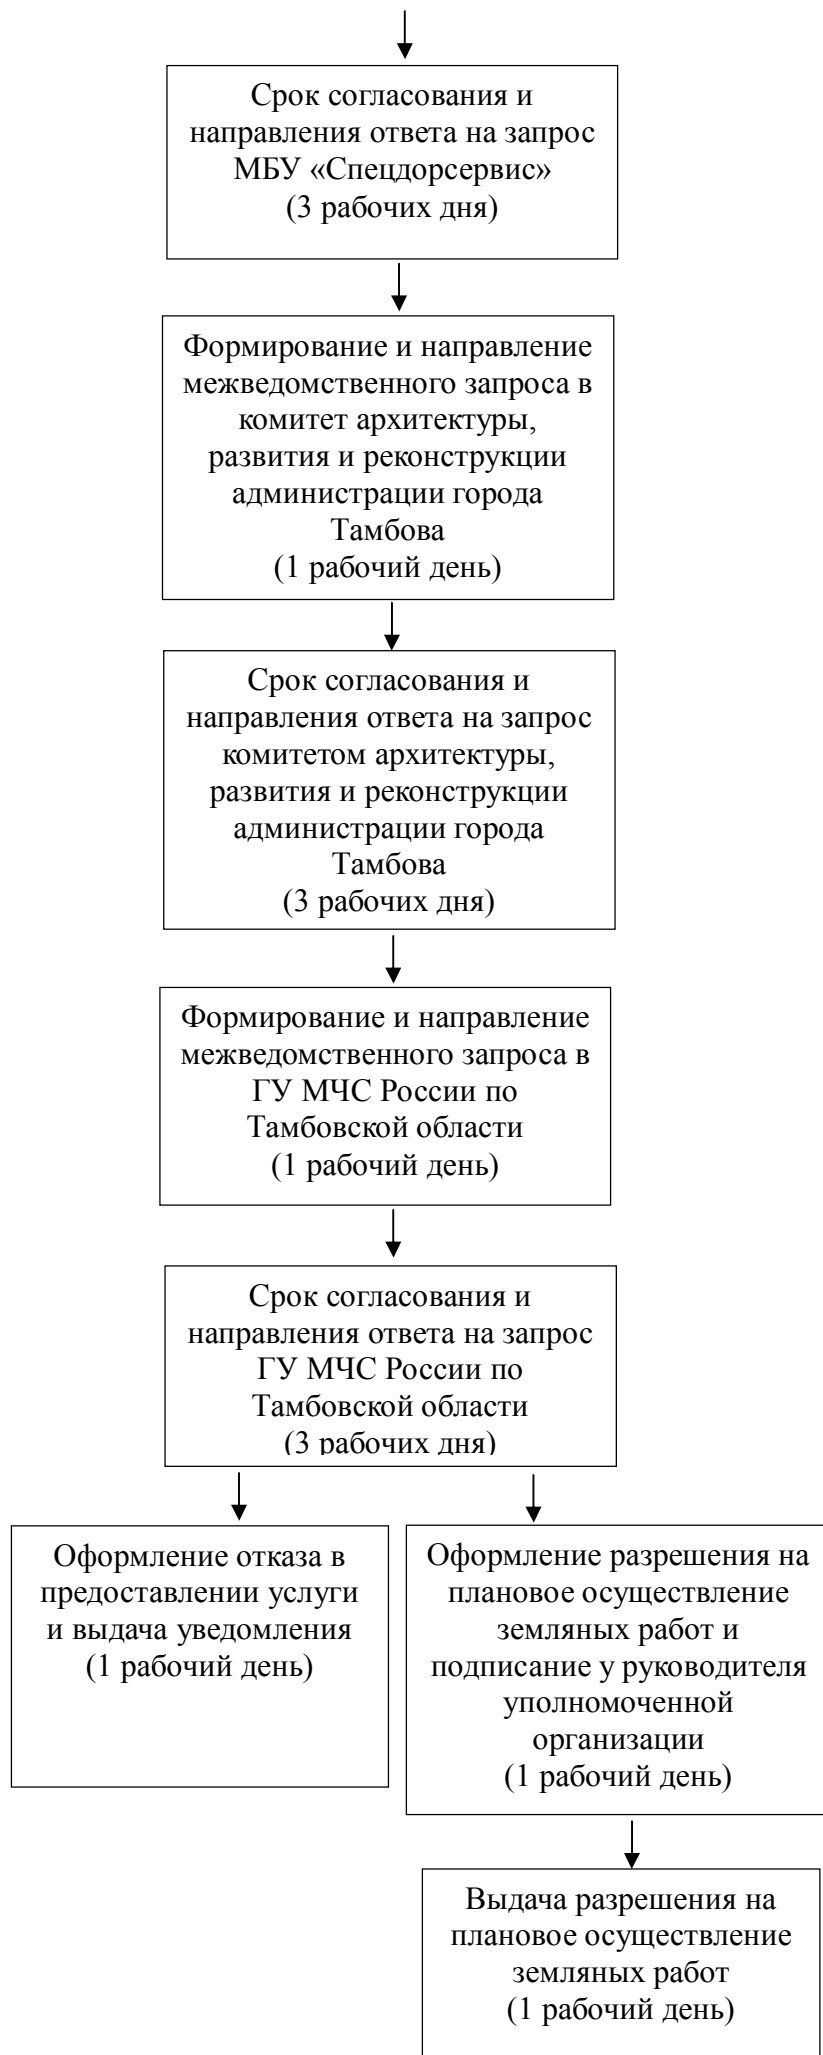 Срок согласования и
направления ответа на запрос
МБУ «Спецдорсервис»
(3 рабочих дня)
Формирование и направление
межведомственного запроса в
комитет архитектуры,
развития и реконструкции
администрации города
Тамбова
(1 рабочий день)
Срок согласования и
направления ответа на запрос
комитетом архитектуры,
развития и реконструкции
администрации города
Тамбова
(3 рабочих дня)
Формирование и направление
межведомственного запроса в
ГУ МЧС России по
Тамбовской области
(1 рабочий день)
Срок согласования и
направления ответа на запрос
ГУ МЧС России по
Тамбовской области
(3 рабочих дня)
Оформление отказа в
предоставлении услуги
и выдача уведомления
(1 рабочий день)
Оформление разрешения на
плановое осуществление
земляных работ и
подписание у руководителя
уполномоченной
организации
(1 рабочий день)
Выдача разрешения на
плановое осуществление
земляных работ
(1 рабочий день)